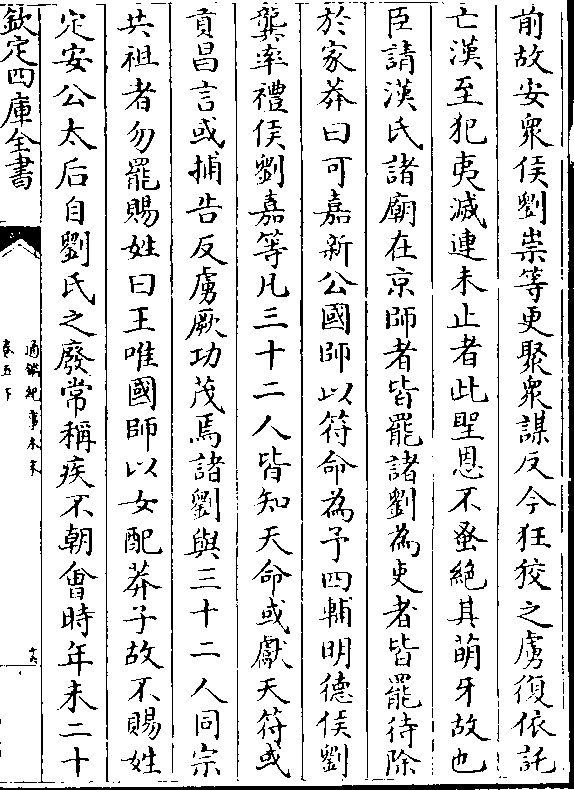 前故安衆侯劉崇等更聚衆謀反今狂狡之虜復依託
亡漢至犯夷滅連未止者此聖恩不蚤絶其萌牙故也
臣請漢氏諸廟在京師者皆罷諸劉為吏者皆罷待除
於家莽曰可嘉新公國師以符命為予四輔明德侯劉
龔率禮侯劉嘉等凡三十二人皆知天命或獻天符或
貢昌言或捕告反虜厥功茂焉諸劉與三十二人同宗
共祖者勿罷賜姓曰王唯國師以女配莽子故不賜姓
定安公太后自劉氏之廢常稱疾不朝會時年未二十
欽定四庫全書
通鑑紀事本末
卷五下